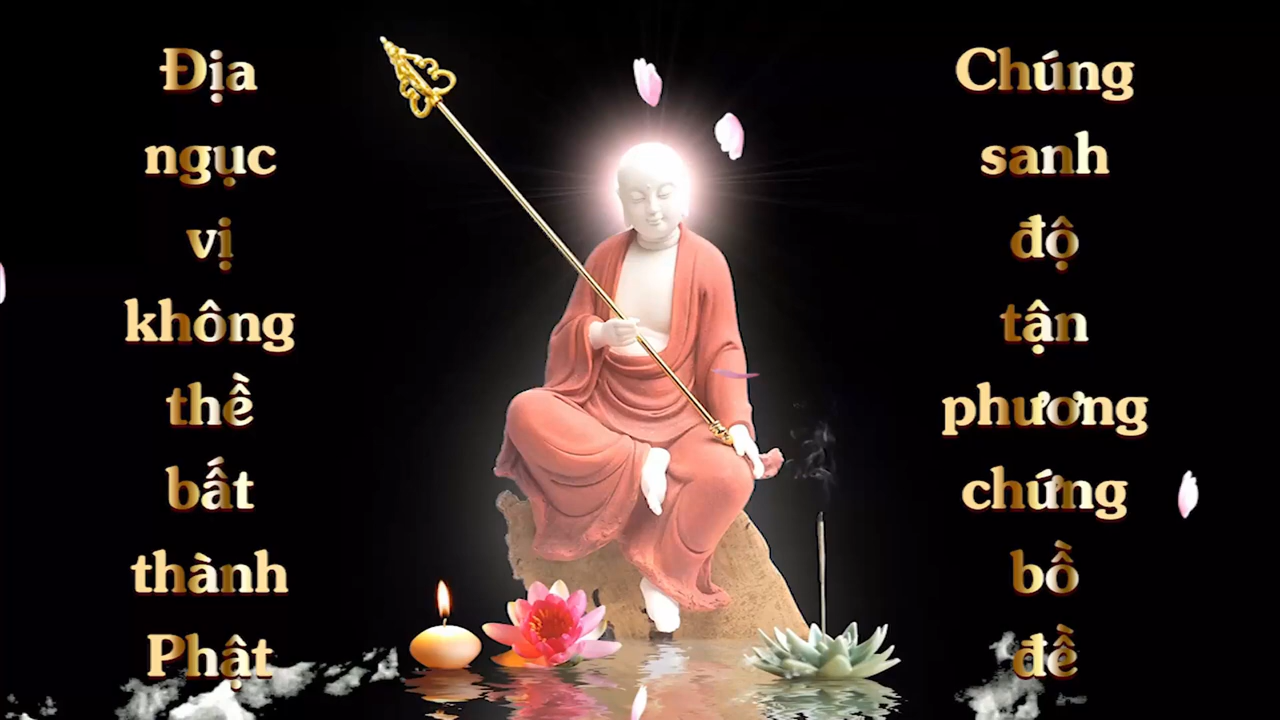 Địa
ngục
vị
không
thề
bất
thành
Phật
Chúng
sanh
độ
tận
phương
chứng
bồ
đề